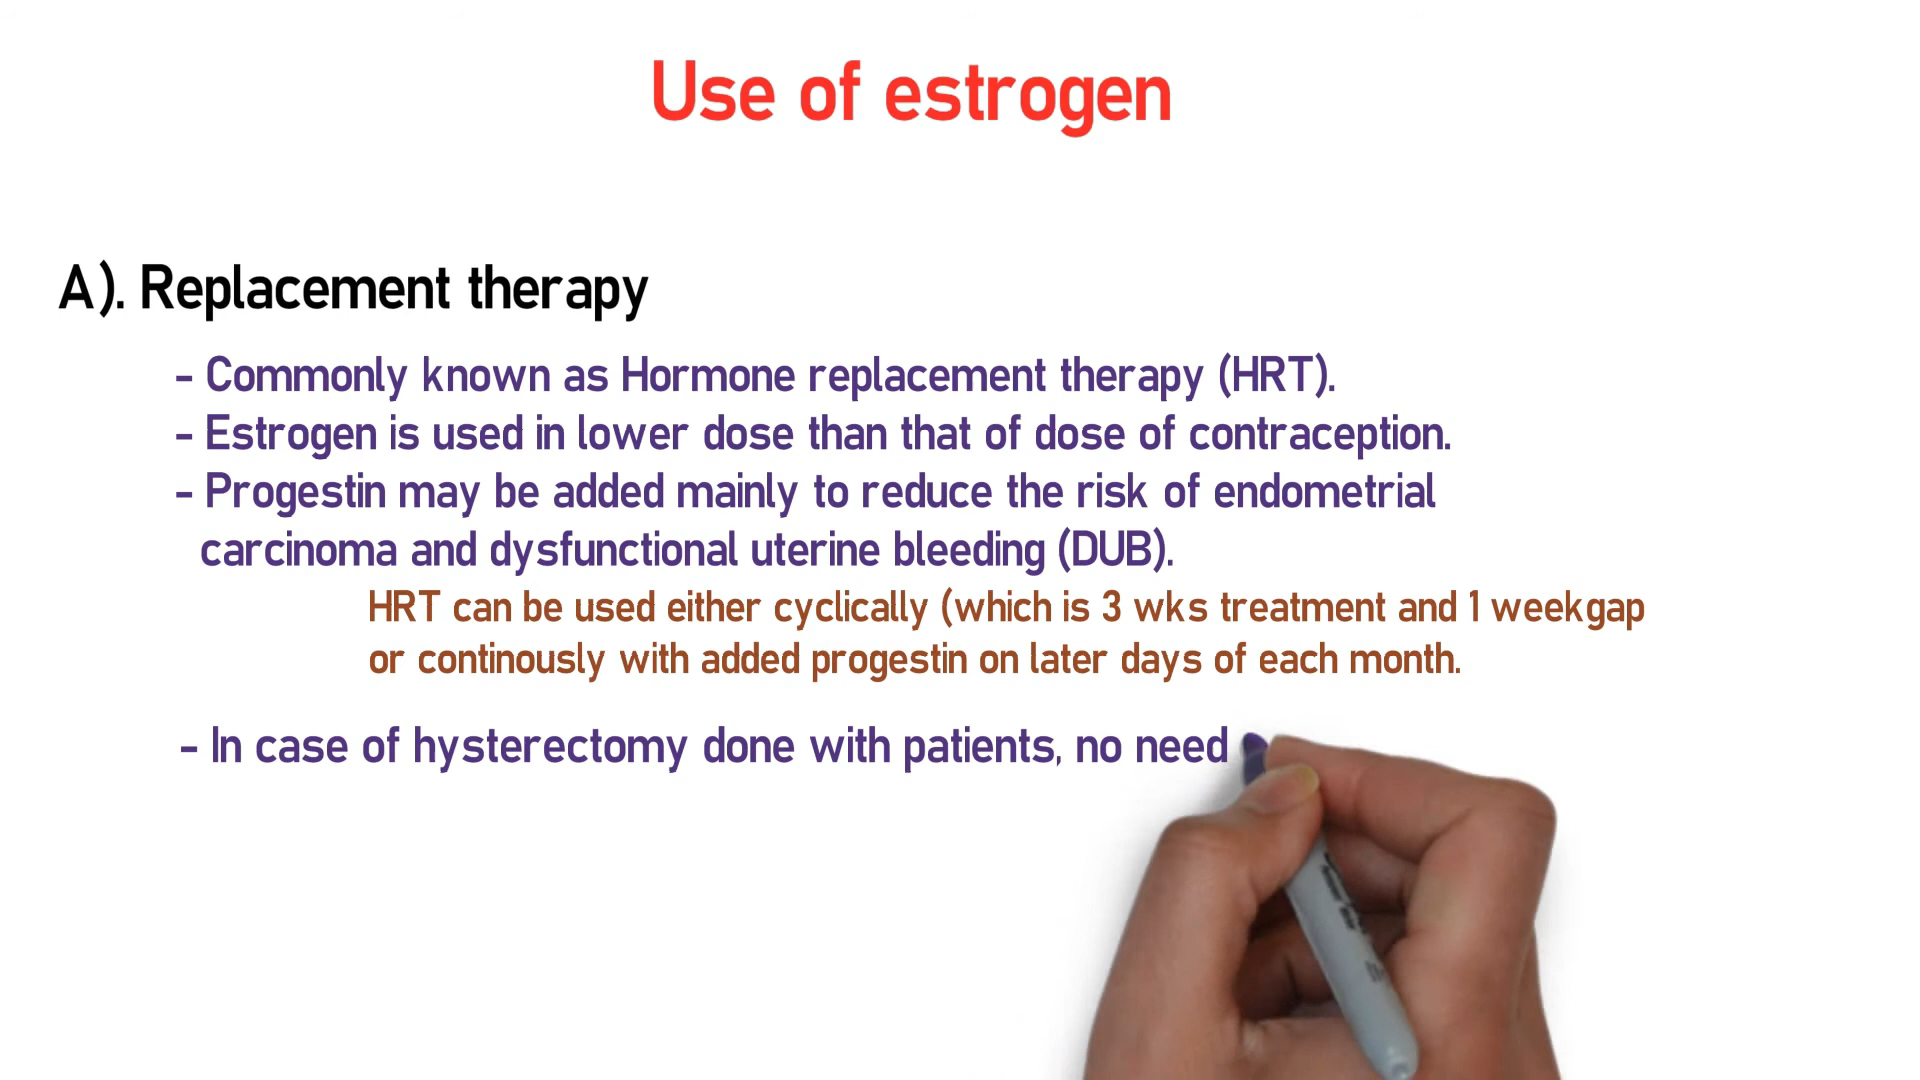 Use of estrogen
A). Replacement therapy
- Commonly known as Hormone replacement therapy (HRT).
- Estrogen is used in lower dose than that of dose of contraception.
- Progestin may be added mainly to reduce the risk of endometrial
carcinoma and dysfunctional uterine bleeding (DUB).
HRT can be used either cyclically (which is 3 wks treatment and 1 week gap
or continously with added progestin on later days of each month.
- In case of hysterectomy done with patients, no need